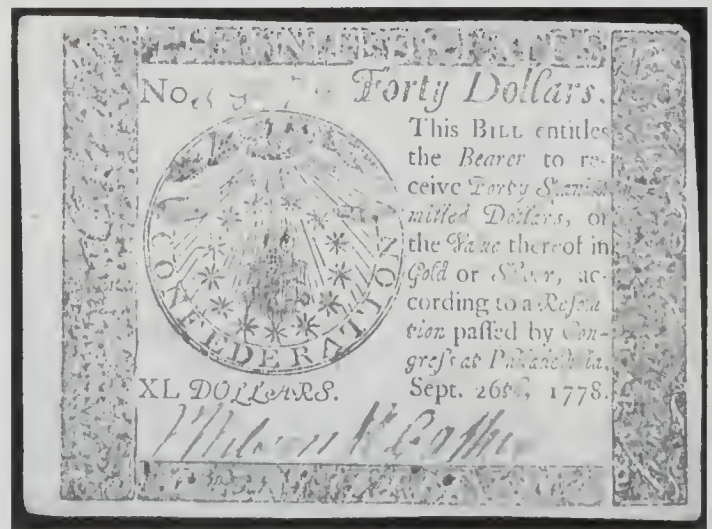 No.
Forty Dollars.
This BILL entitles
the Bearer to re-
ceive Forty Spanish
milled Dollars, or
the Value thereof in
Gold or Silver, ac-
cording to a Resolu-
tion paſſed by Con-
greſs at Philadelphia,
Sept. 26th, 1778.
CONFEDERATION
XL DOLLARS.